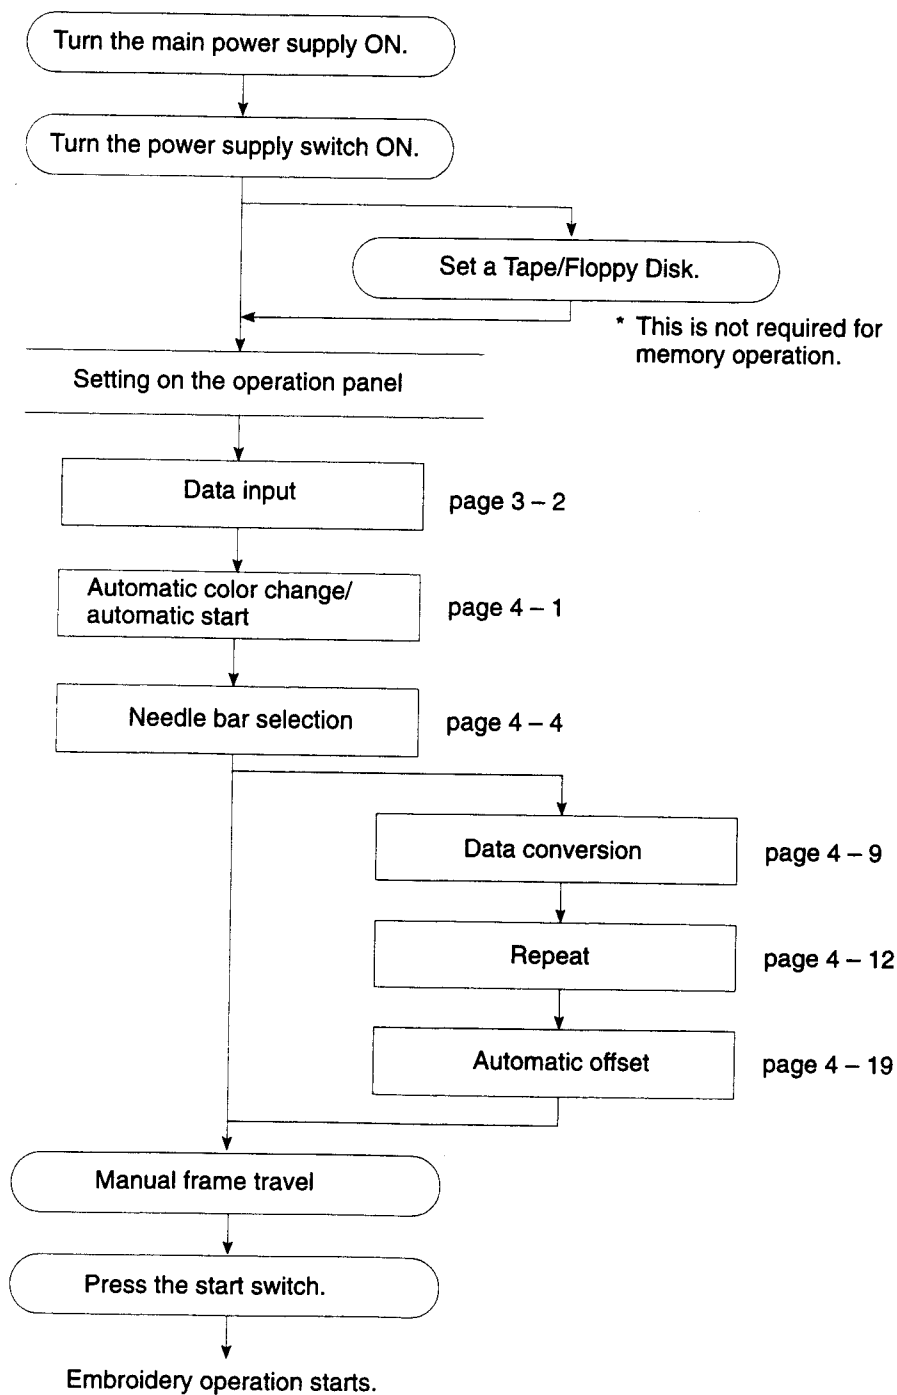 Turn the main power supply ON.
Turn the power supply switch ON.
Set a Tape/Floppy Disk.
* This is not required for
memory operation.
Setting on the operation panel
Data input
page 3 – 2
Automatic color change/
automatic start
page 4 – 1
Needle bar selection
page 4 – 4
Data conversion
page 4 – 9
Repeat
page 4 – 12
Automatic offset
page 4 – 19
Manual frame travel
Press the start switch.
Embroidery operation starts.